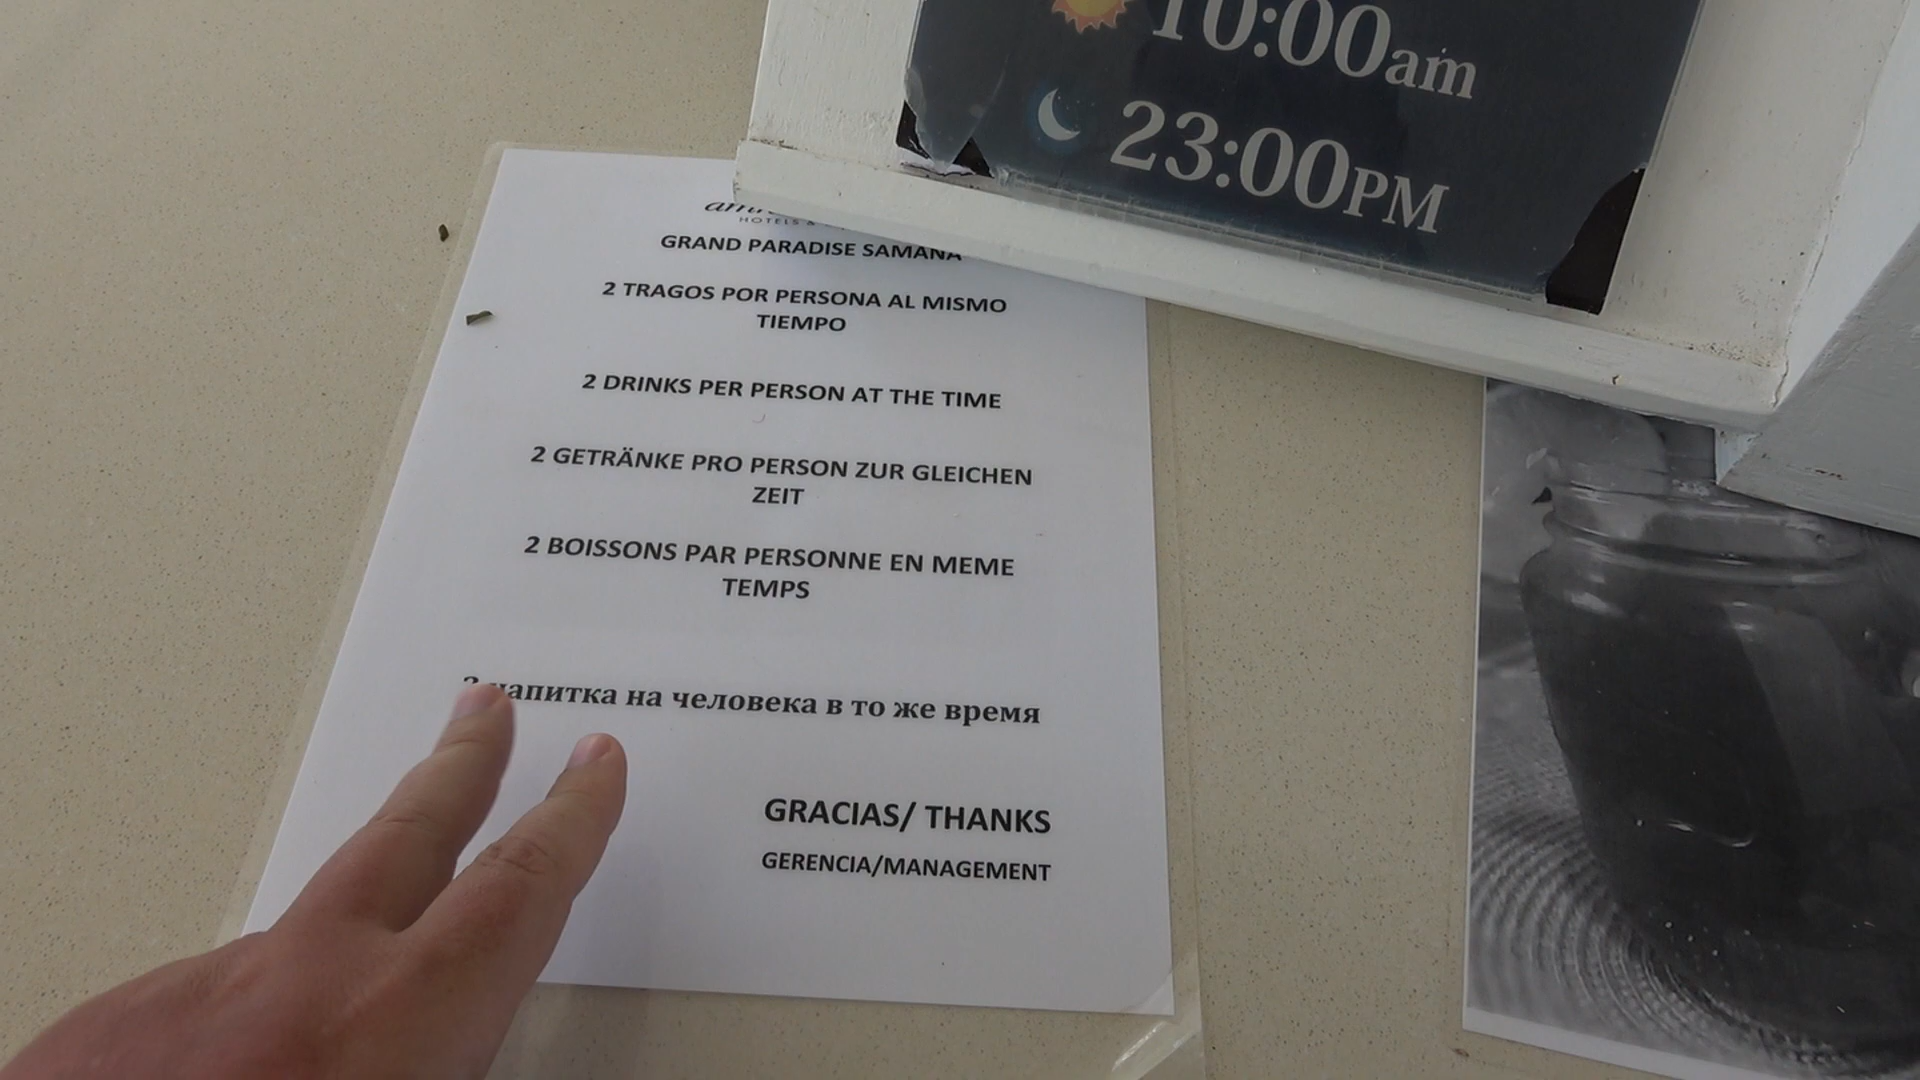 10:00am
23:00PM
HOTELS &
GRAND PARADISE SAMANA
2 TRAGOS POR PERSONA AL MISMO
TIEMPO
2 DRINKS PER PERSON AT THE TIME
2 GETRÄNKE PRO PERSON ZUR GLEICHEN
ZEIT
2 BOISSONS PAR PERSONNE EN MEME
TEMPS
напитка на человека в то же время
GRACIAS/ THANKS
GERENCIA/MANAGEMENT